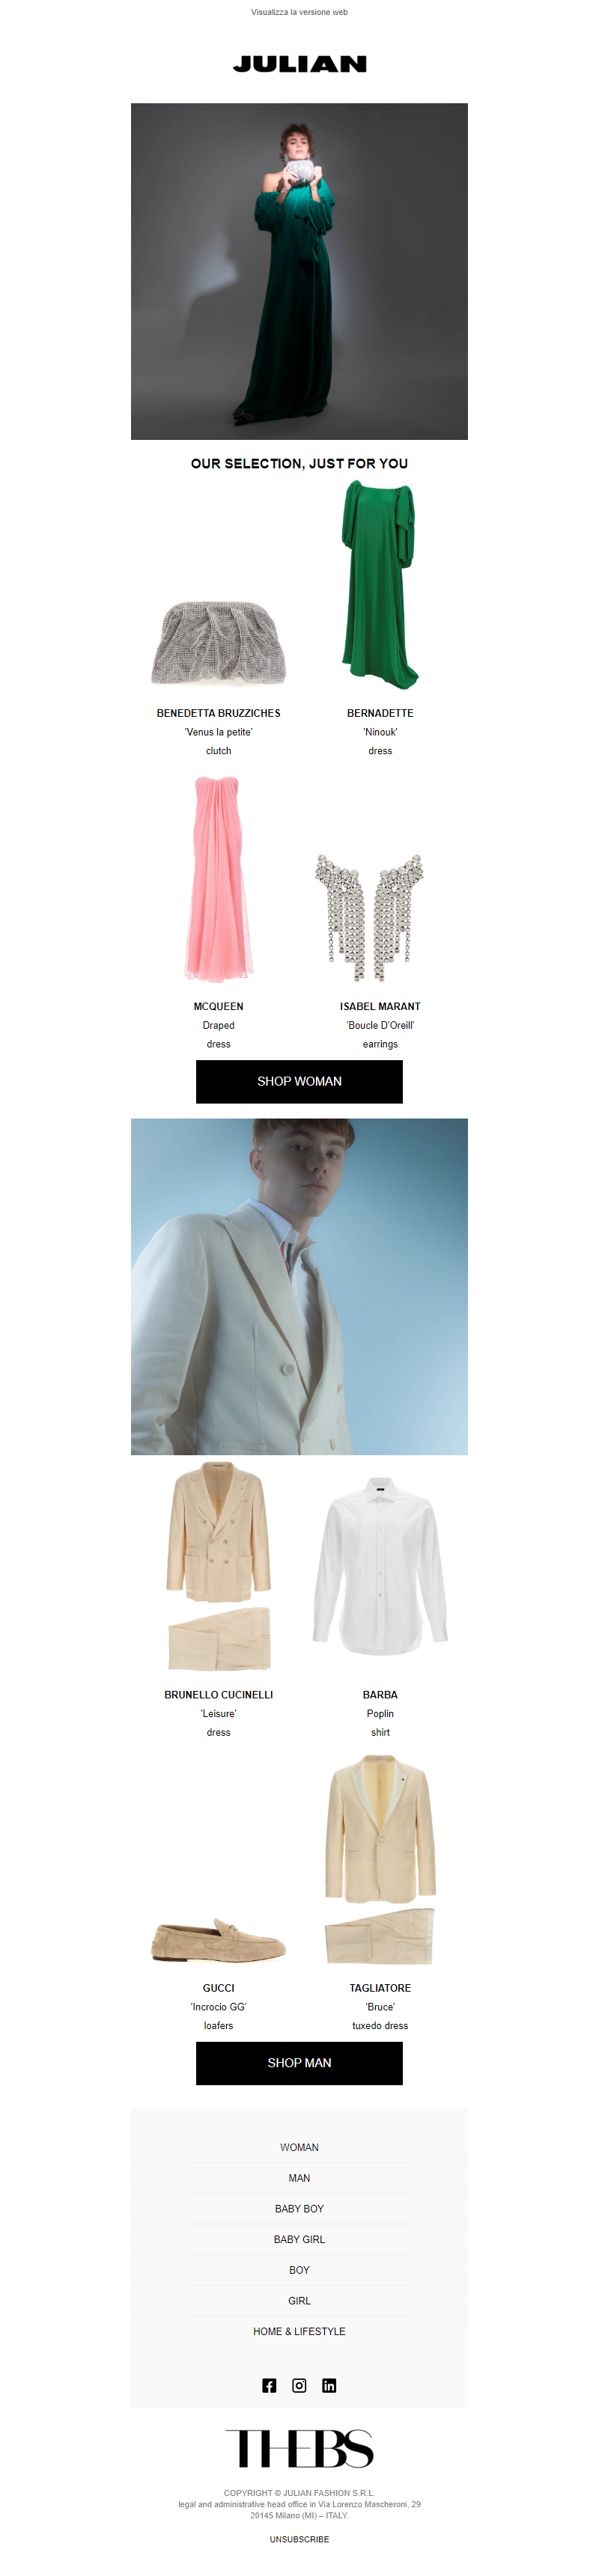 Visualizza la versione web
JULIAN
OUR SELECTION, JUST FOR YOU
BENEDETTA BRUZZICHES
'Venus la petite'
clutch
BERNADETTE
'Ninouk'
dress
MCQUEEN
Draped
dress
ISABEL MARANT
'Boucle D'Oreill'
earrings
SHOP WOMAN
BRUNELLO CUCINELLI
'Leisure'
dress
BARBA
Poplin
shirt
GUCCI
'Incrocio GG'
loafers
TAGLIATORE
'Bruce'
tuxedo dress
SHOP MAN
WOMAN
MAN
BABY BOY
BABY GIRL
BOY
GIRL
HOME & LIFESTYLE
THEBS
COPYRIGHT © JULIAN FASHION S.R.L.
legal and administrative head office in Via Lorenzo Mascheroni, 29
20145 Milano (MI) – ITALY.
UNSUBSCRIBE